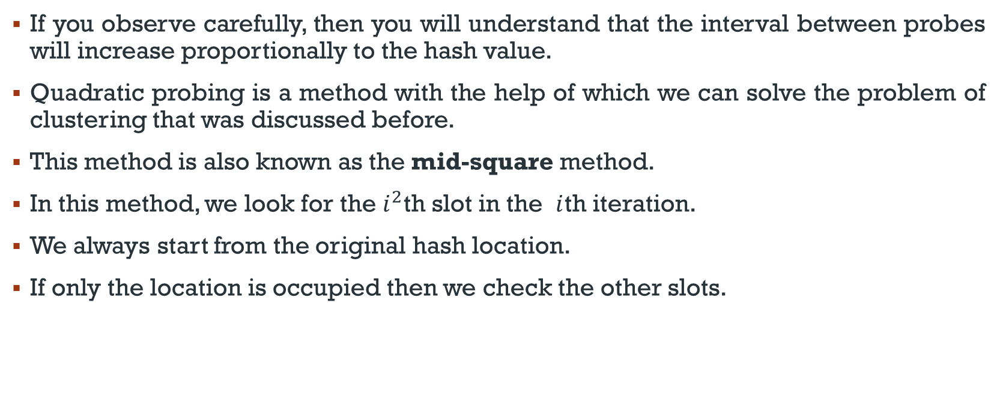 ▪ If you observe carefully, then you will understand that the interval between probes
will increase proportionally to the hash value.
▪ Quadratic probing is a method with the help of which we can solve the problem of
clustering that was discussed before.
▪ This method is also known as the mid-square method.
▪ In this method, we look for the i²th slot in the ith iteration.
▪ We always start from the original hash location.
▪ If only the location is occupied then we check the other slots.